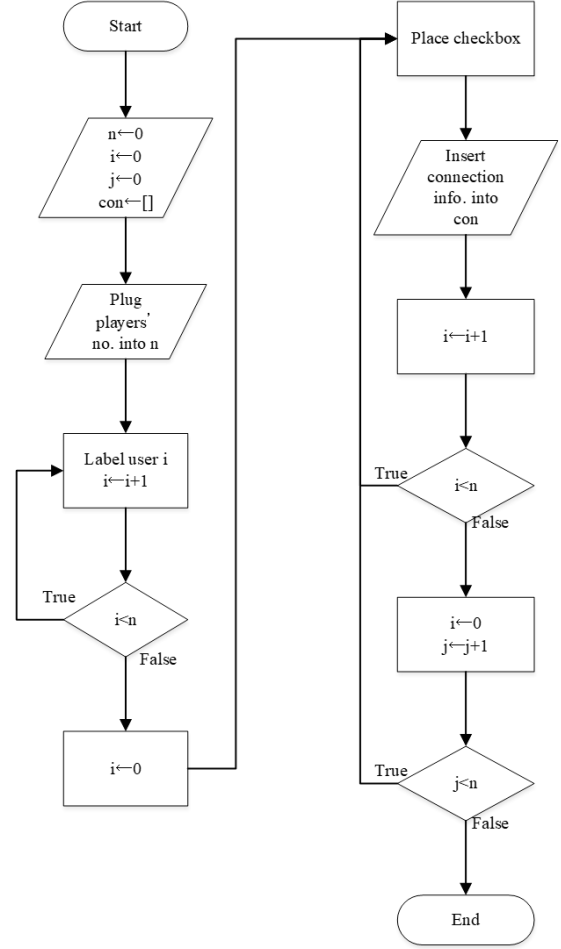 Start
n←0
i←0
j←0
con←[]
Plug
players’
no. into n
Label user i
i←i+1
True
i<n
False
i←0
Place checkbox
Insert
connection
info. into
con
i←i+1
True
i<n
False
i←0
j←j+1
True
j<n
False
End